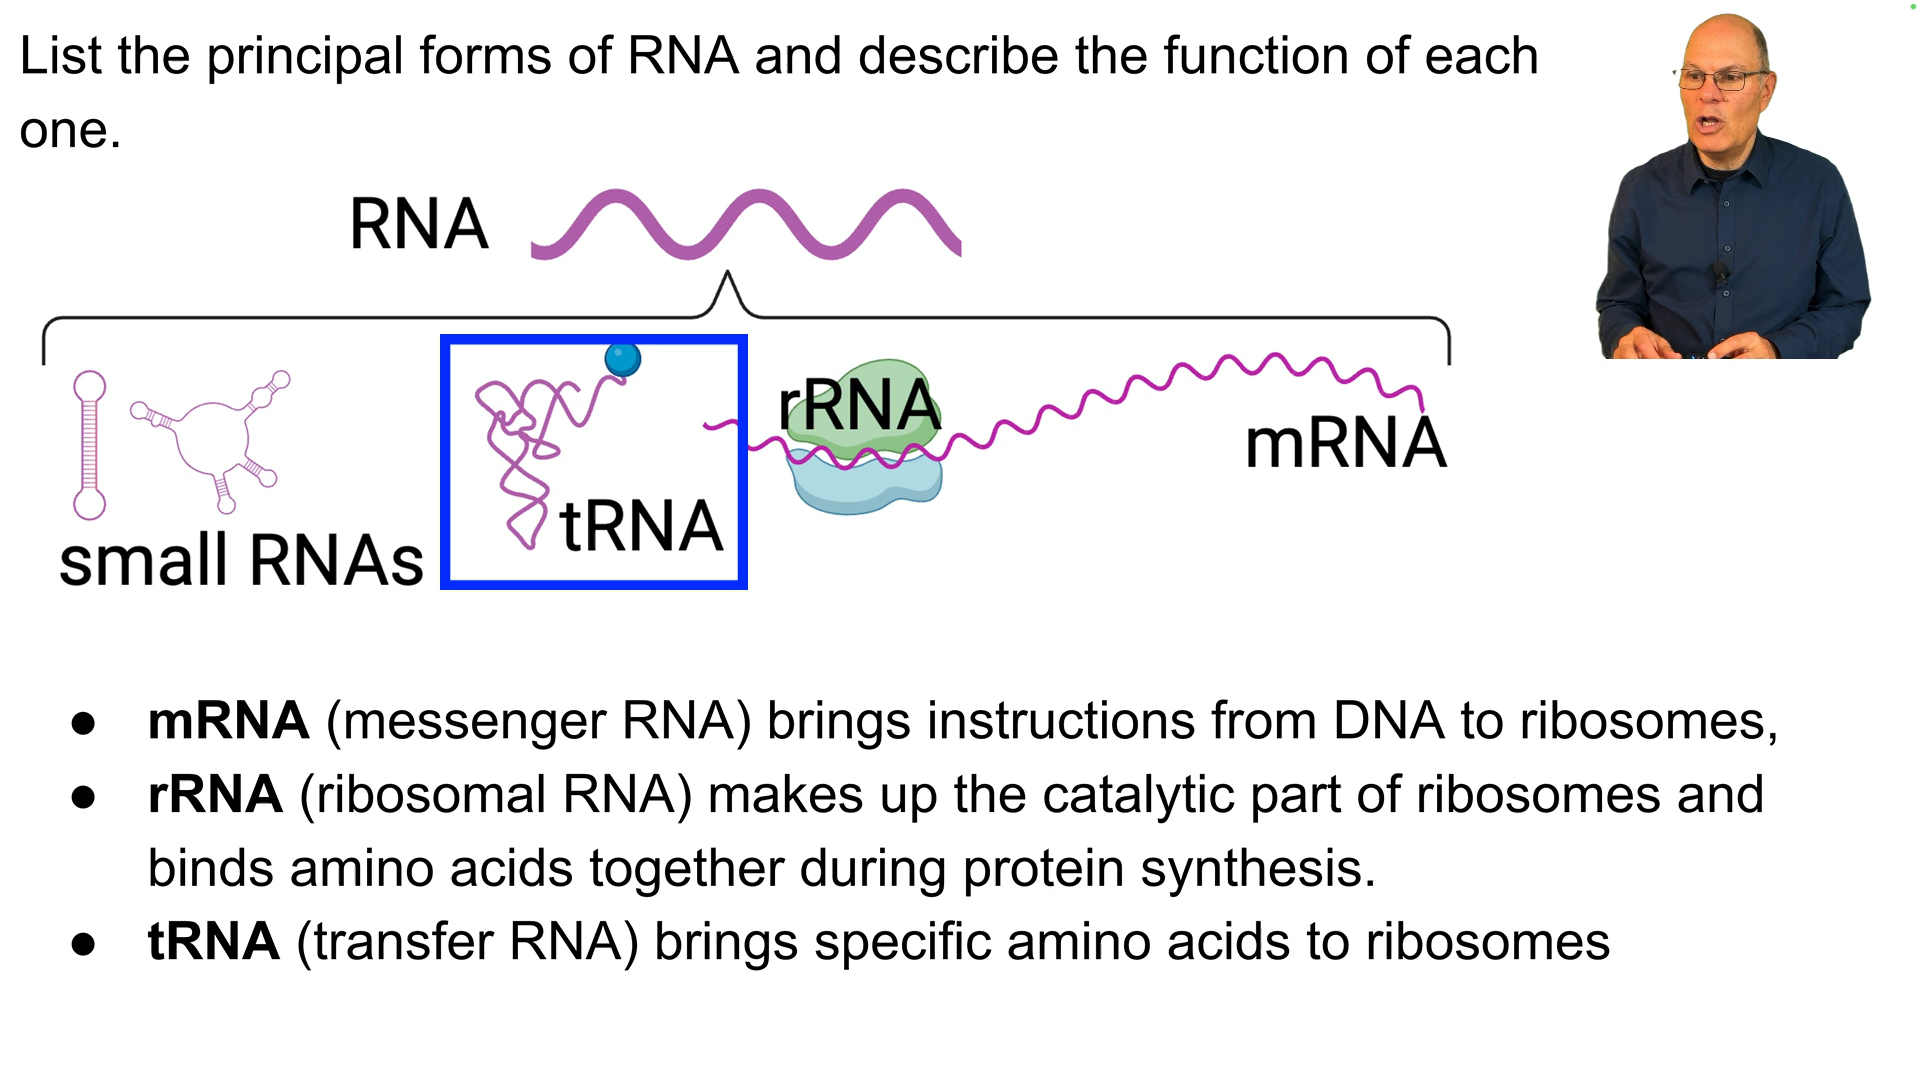 List the principal forms of RNA and describe the function of each
one.
RNA
small RNAs
tRNA
rRNA
mRNA
● mRNA (messenger RNA) brings instructions from DNA to ribosomes,
● rRNA (ribosomal RNA) makes up the catalytic part of ribosomes and
binds amino acids together during protein synthesis.
● tRNA (transfer RNA) brings specific amino acids to ribosomes